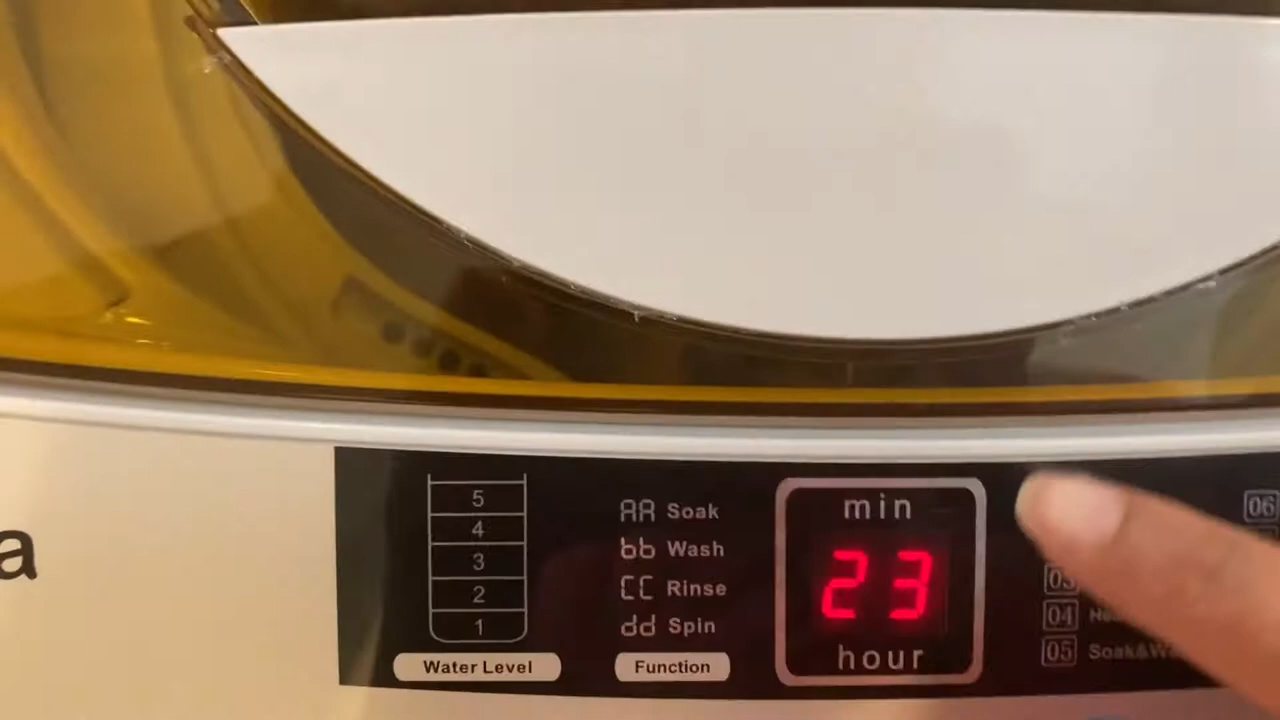 a
5
4
3
2
1
Water Level
AA Soak
bb Wash
CC Rinse
dd Spin
Function
min
23
hour
06
03
04
05